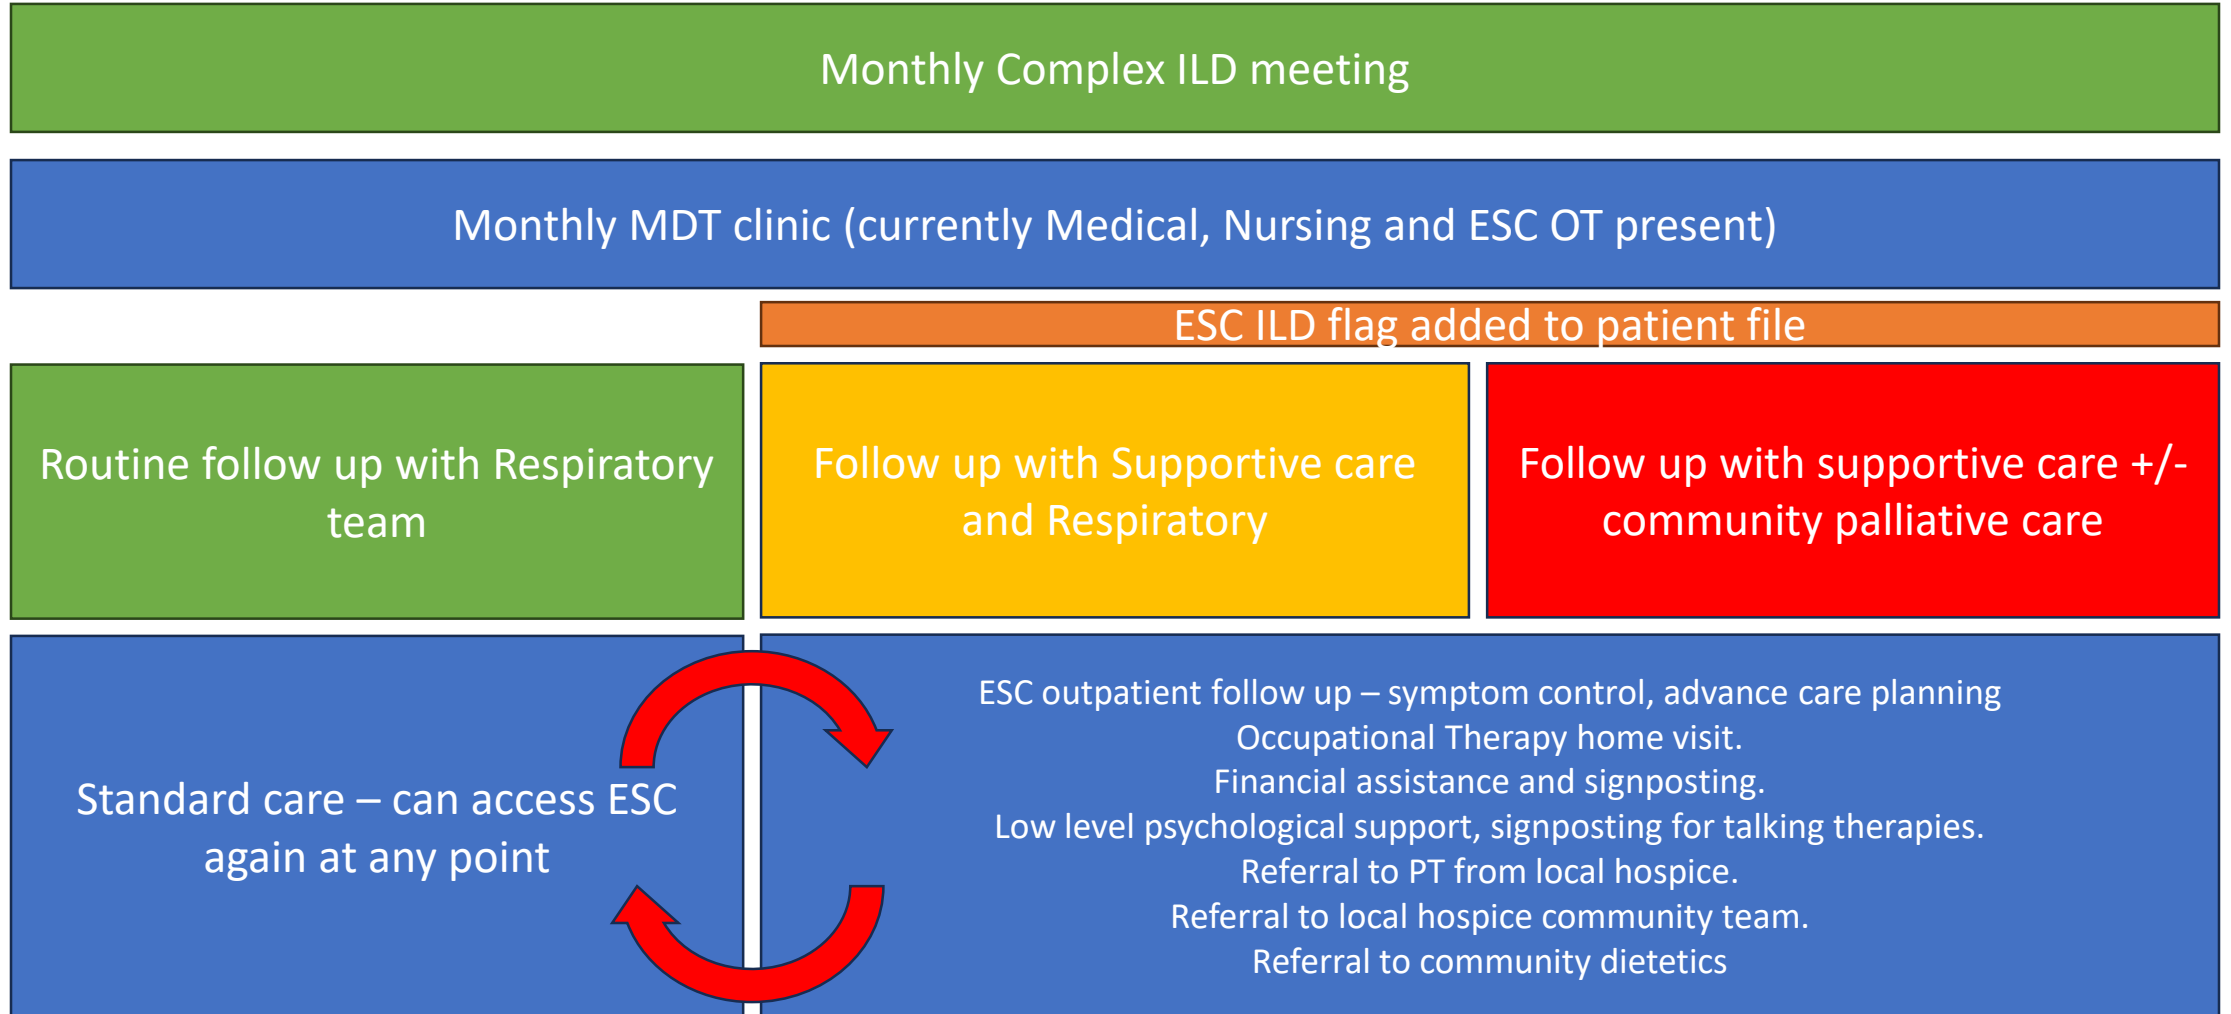 Monthly Complex ILD meeting
Monthly MDT clinic (currently Medical, Nursing and ESC OT present)
ESC ILD flag added to patient file
Routine follow up with Respiratory
team
Follow up with Supportive care
and Respiratory
Follow up with supportive care +/-
community palliative care
Standard care – can access ESC
again at any point
ESC outpatient follow up – symptom control, advance care planning
Occupational Therapy home visit.
Financial assistance and signposting.
Low level psychological support, signposting for talking therapies.
Referral to PT from local hospice.
Referral to local hospice community team.
Referral to community dietetics